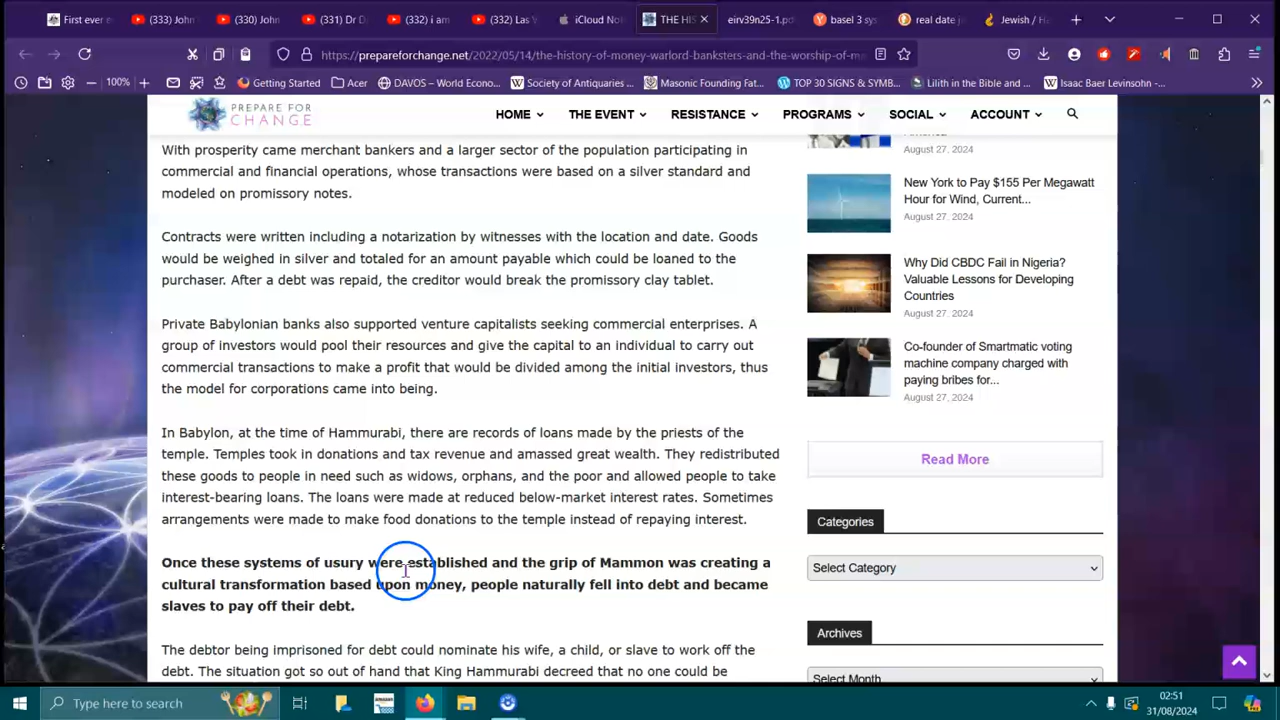 (333) John
(330) John
(331) Dr D
(332) i am
(332) Las V
iCloud Not
THE HIS
eirv39n25-1.pd
basel 3 sys
real date ja
Jewish / Ha
https://prepareforchange.net/2022/05/14/the-history-of-money-warlord-banksters-and-the-worship-of-m
100%
Getting Started
Acer
DAVOS – World Econo...
Society of Antiquaries ...
Masonic Founding Fat...
TOP 30 SIGNS & SYMB...
Lilith in the Bible and ...
Isaac Baer Levinsohn - ...
PREPARE FOR
CHANGE
HOME
THE EVENT
RESISTANCE
PROGRAMS
SOCIAL
ACCOUNT
With prosperity came merchant bankers and a larger sector of the population participating in
commercial and financial operations, whose transactions were based on a silver standard and
modeled on promissory notes.
Contracts were written including a notarization by witnesses with the location and date. Goods
would be weighed in silver and totaled for an amount payable which could be loaned to the
purchaser. After a debt was repaid, the creditor would break the promissory clay tablet.
Private Babylonian banks also supported venture capitalists seeking commercial enterprises. A
group of investors would pool their resources and give the capital to an individual to carry out
commercial transactions to make a profit that would be divided among the initial investors, thus
the model for corporations came into being.
In Babylon, at the time of Hammurabi, there are records of loans made by the priests of the
temple. Temples took in donations and tax revenue and amassed great wealth. They redistributed
these goods to people in need such as widows, orphans, and the poor and allowed people to take
interest-bearing loans. The loans were made at reduced below-market interest rates. Sometimes
arrangements were made to make food donations to the temple instead of repaying interest.
Once these systems of usury were established and the grip of Mammon was creating a
cultural transformation based upon money, people naturally fell into debt and became
slaves to pay off their debt.
The debtor being imprisoned for debt could nominate his wife, a child, or slave to work off the
debt. The situation got so out of hand that King Hammurabi decreed that no one could be
August 27, 2024
New York to Pay $155 Per Megawatt
Hour for Wind, Current...
August 27, 2024
Why Did CBDC Fail in Nigeria?
Valuable Lessons for Developing
Countries
August 27, 2024
Co-founder of Smartmatic voting
machine company charged with
paying bribes for...
August 27, 2024
Read More
Categories
Select Category
Archives
Select Month
Type here to search
02:51
31/08/2024